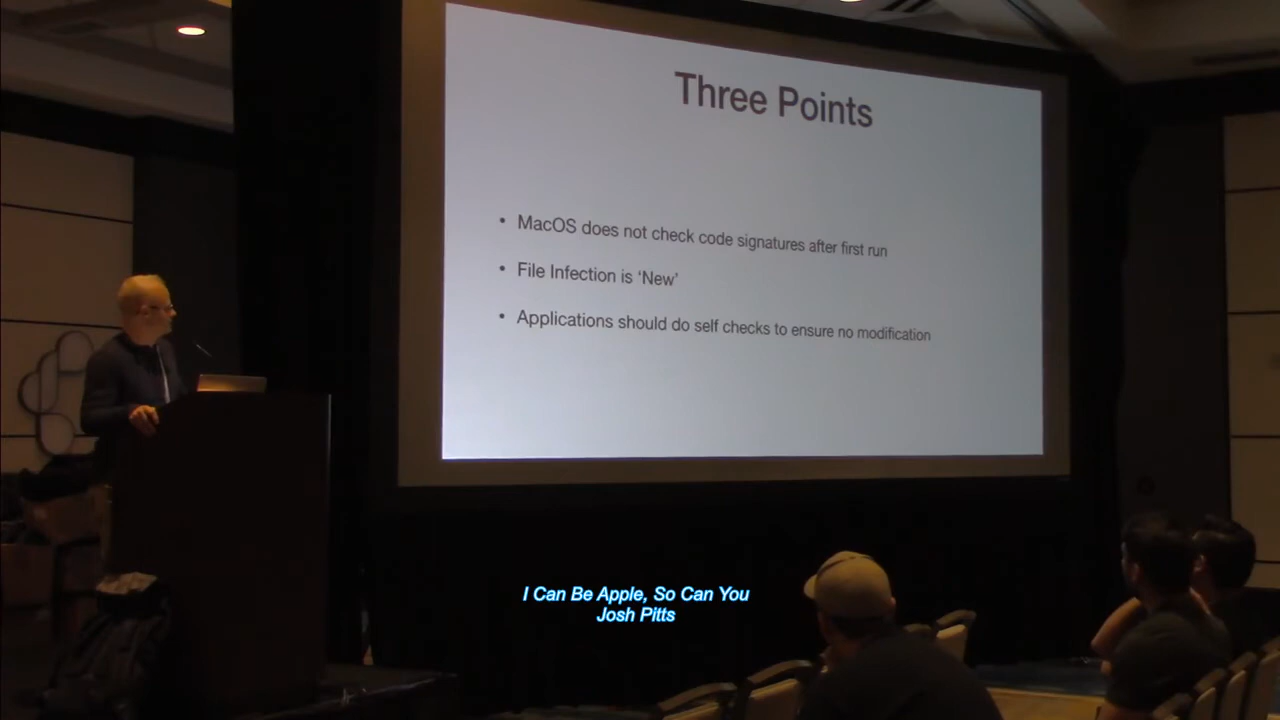 Three Points
• MacOS does not check code signatures after first run
• File Infection is ‘New’
• Applications should do self checks to ensure no modification
I Can Be Apple, So Can You
Josh Pitts